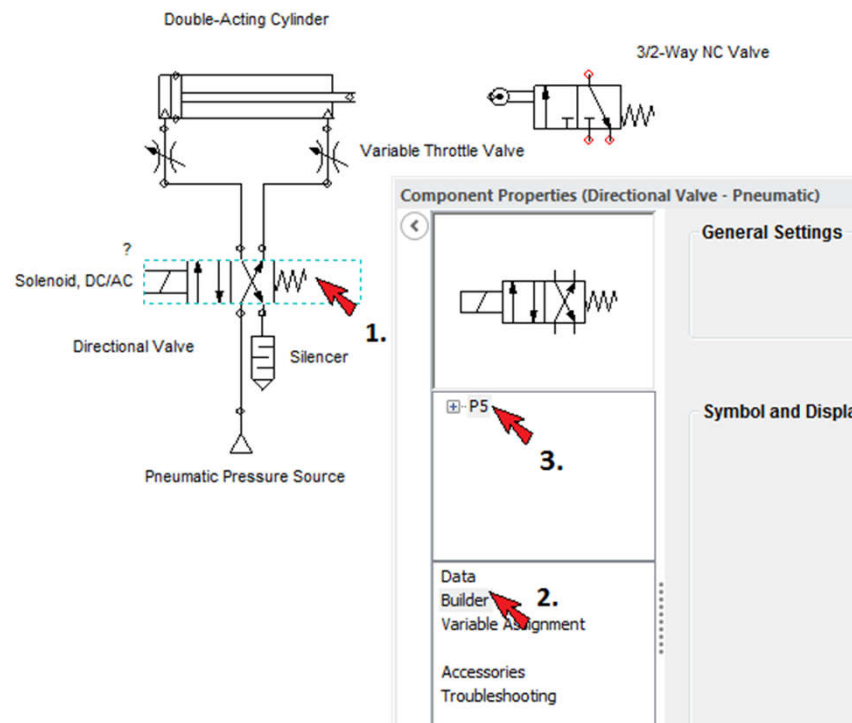 Double-Acting Cylinder
3/2-Way NC Valve
Variable Throttle Valve
Component Properties (Directional Valve - Pneumatic)
General Settings
?
Solenoid, DC/AC
1.
Directional Valve
Silencer
P5
Symbol and Displa
3.
Pneumatic Pressure Source
Data
Builder
2.
Variable Assignment
Accessories
Troubleshooting